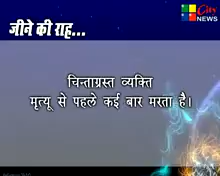 City
NEWS
जीने की राह...
चिन्ताग्रस्त व्यक्ति
मृत्यू से पहले कई बार मरता है।